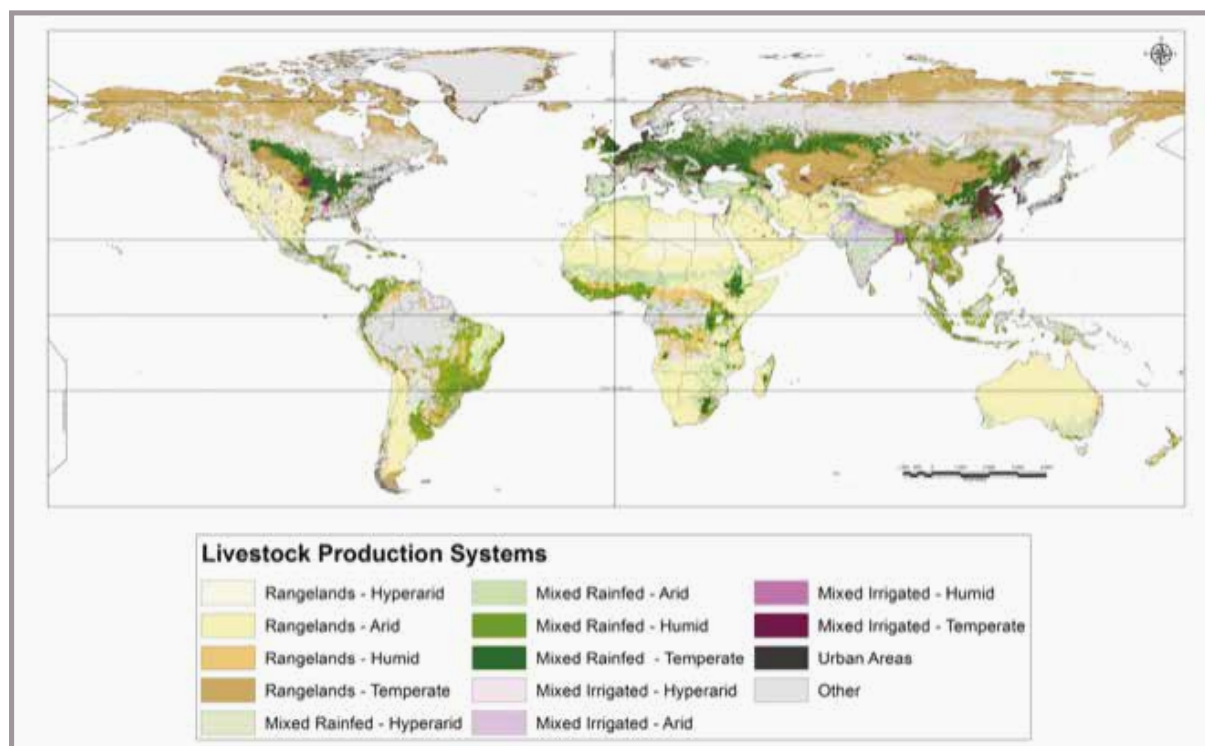 Livestock Production Systems
Rangelands - Hyperarid
Rangelands - Arid
Rangelands - Humid
Rangelands - Temperate
Mixed Rainfed - Hyperarid
Mixed Rainfed - Arid
Mixed Rainfed - Humid
Mixed Rainfed - Temperate
Mixed Irrigated - Hyperarid
Mixed Irrigated - Arid
Mixed Irrigated - Humid
Mixed Irrigated - Temperate
Urban Areas
Other